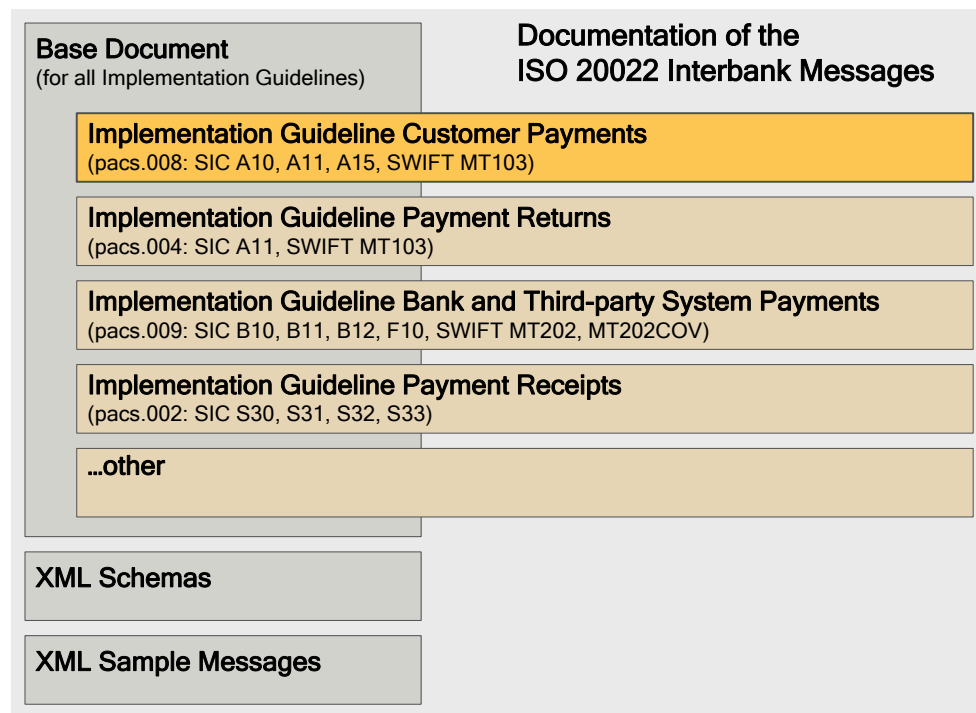 Base Document
(for all Implementation Guidelines)
Documentation of the
ISO 20022 Interbank Messages
Implementation Guideline Customer Payments
(pacs.008: SIC A10, A11, A15, SWIFT MT103)
Implementation Guideline Payment Returns
(pacs.004: SIC A11, SWIFT MT103)
Implementation Guideline Bank and Third-party System Payments
(pacs.009: SIC B10, B11, B12, F10, SWIFT MT202, MT202COV)
Implementation Guideline Payment Receipts
(pacs.002: SIC S30, S31, S32, S33)
...other
XML Schemas
XML Sample Messages